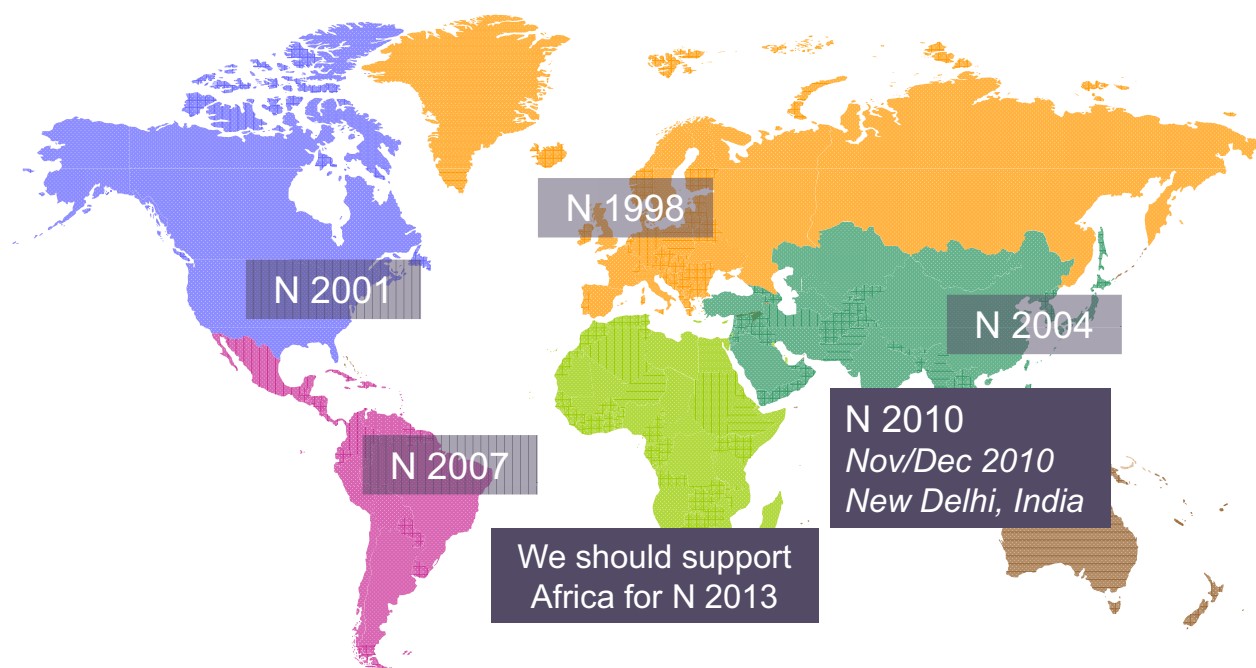 N 1998
N 2001
N 2004
N 2007
N 2010
Nov/Dec 2010
New Delhi, India
We should support
Africa for N 2013